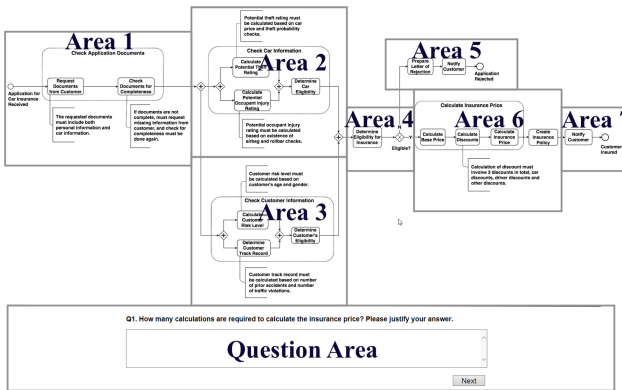 Area 1
Check Application Documents
Request
Documents
from Customer
Check
Documents for
Completeness
Application for
Car Insurance
Received
The requested documents
must include both
personal information and
car information.
If documents are not
complete, must request
missing information from
customer, and check for
completeness must be
done again.
Potential theft rating must
be calculated based on car
price and theft probability
checks.
Check Car Information
Area 2
Calculate
Potential Theft
Rating
Calculate
Potential
Occupant Injury
Rating
Determine
Car
Eligibility
Potential occupant injury
rating must be calculated
based on existence of
airbag and rollbar checks.
Customer risk level must
be calculated based on
customer's age and gender.
Check Customer Information
Area 3
Calculate
Customer
Risk Level
Determine
Customer
Track Record
Determine
Customer's
Eligibility
Customer track record must
be calculated based on number
of prior accidents and number
of traffic violations.
Area 4
Determine
Eligibility for
Insurance
N
Y
Eligible?
Area 5
Prepare
Letter of
Rejection
Notify
Customer
Application
Rejected
Calculate Insurance Price
Area 6
Calculate
Base Price
Calculate
Discounts
Calculate
Insurance
Price
Create
Insurance
Policy
Calculation of discount must
involve 3 discounts in total, car
discounts, driver discounts and
other discounts.
Area 7
Notify
Customer
Customer
Insured
Q1. How many calculations are required to calculate the insurance price? Please justify your answer.
Question Area
Next